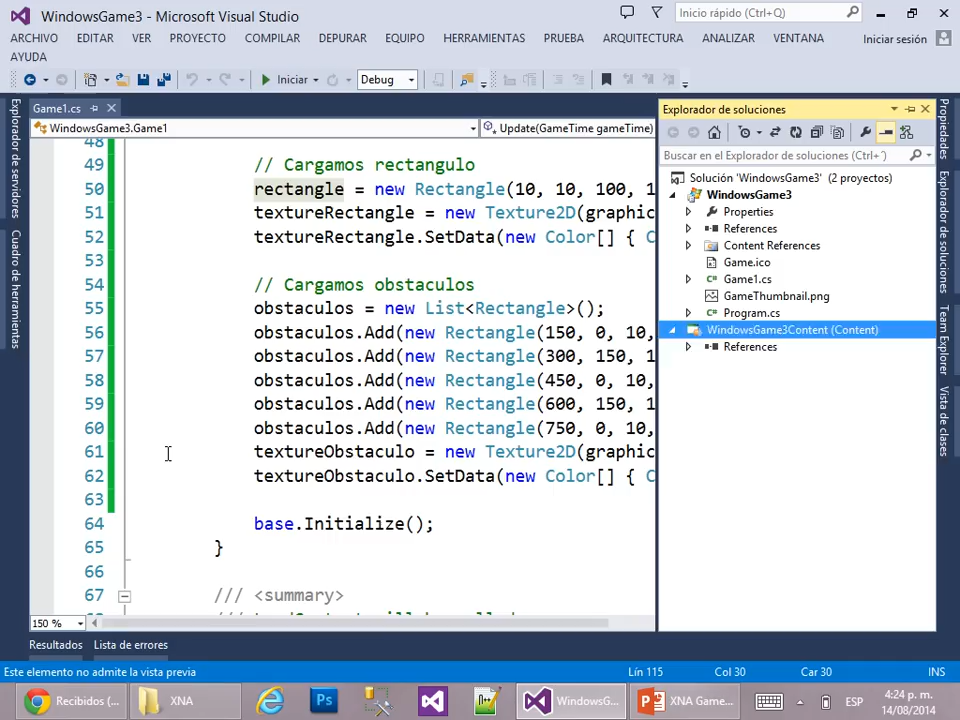 WindowsGame3 - Microsoft Visual Studio
Inicio rápido (Ctrl+Q)
ARCHIVO EDITAR VER PROYECTO COMPILAR DEPURAR EQUIPO HERRAMIENTAS PRUEBA ARQUITECTURA ANALIZAR VENTANA Iniciar sesión
AYUDA
Iniciar Debug
Explorador de servidores
Cuadro de herramientas
Game1.cs
WindowsGame3.Game1 Update(GameTime gameTime)
48
49 // Cargamos rectangulo
50 rectangle = new Rectangle(10, 10, 100, 1
51 textureRectangle = new Texture2D(graphic
52 textureRectangle.SetData(new Color[] { C
53
54 // Cargamos obstaculos
55 obstaculos = new List<Rectangle>();
56 obstaculos.Add(new Rectangle(150, 0, 10,
57 obstaculos.Add(new Rectangle(300, 150, 1
58 obstaculos.Add(new Rectangle(450, 0, 10,
59 obstaculos.Add(new Rectangle(600, 150, 1
60 obstaculos.Add(new Rectangle(750, 0, 10,
61 textureObstaculo = new Texture2D(graphic
62 textureObstaculo.SetData(new Color[] { C
63
64 base.Initialize();
65 }
66
67 /// <summary>
150 %
Explorador de soluciones
Buscar en el Explorador de soluciones (Ctrl+´)
Solución 'WindowsGame3' (2 proyectos)
WindowsGame3
Properties
References
Content References
Game.ico
Game1.cs
GameThumbnail.png
Program.cs
WindowsGame3Content (Content)
References
Propiedades
Explorador de soluciones
Team Explorer
Vista de clases
Resultados Lista de errores
Este elemento no admite la vista previa Lín 115 Col 30 Car 30 INS
Recibidos (... XNA WindowsG... XNA Game... ESP 4:24 p. m.
14/08/2014